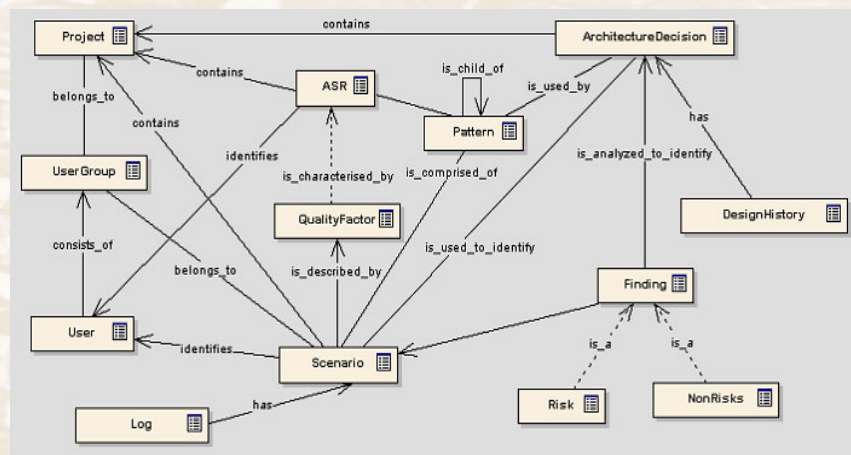 contains
Project
ArchitectureDecision
contains
ASR
is_child_of
is_used_by
belongs_to
contains
Pattern
has
identifies
is_analyzed_to_identify
UserGroup
is_characterised_by
is_comprised_of
QualityFactor
DesignHistory
consists_of
is_used_to_identify
belongs_to
is_described_by
Finding
User
identifies
Scenario
is_a
is_a
has
Risk
NonRisks
Log